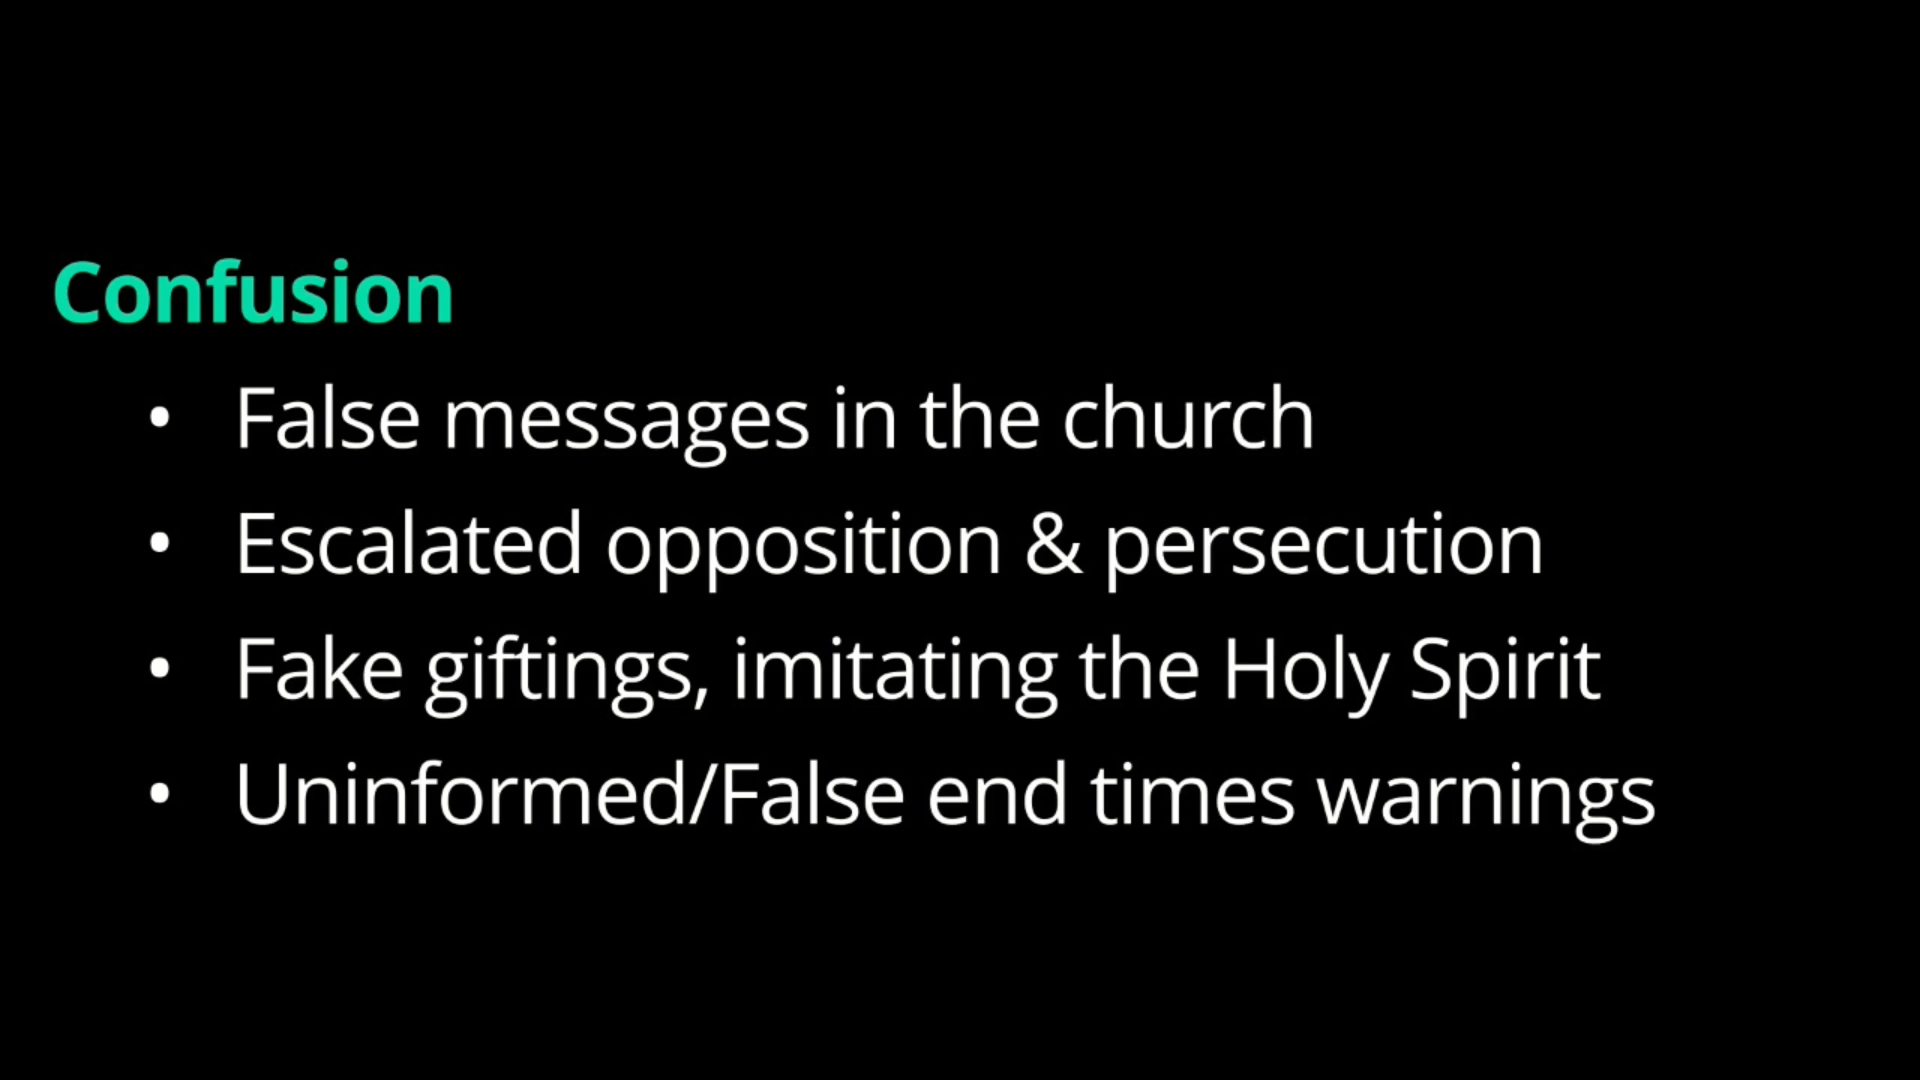 Confusion
• False messages in the church
• Escalated opposition & persecution
• Fake giftings, imitating the Holy Spirit
• Uninformed/False end times warnings